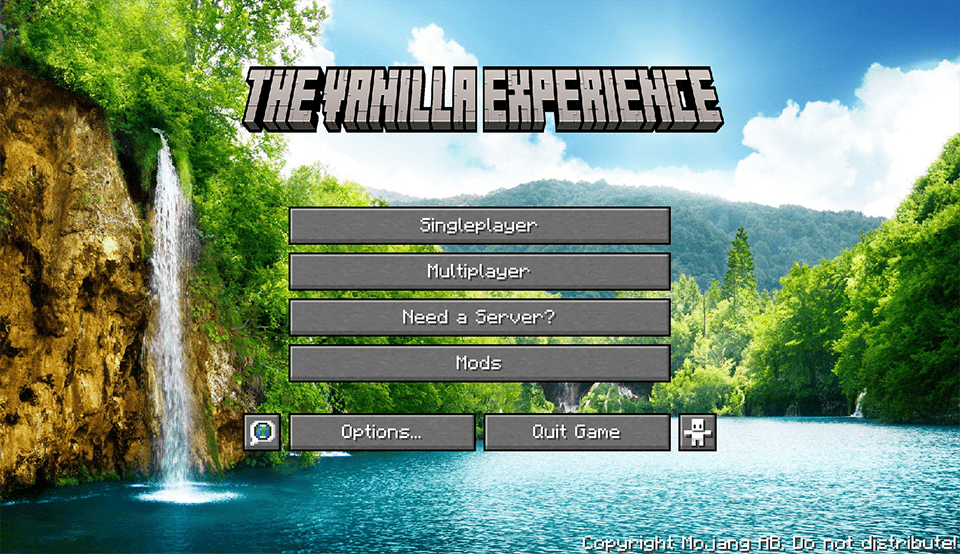 THE VANILLA EXPERIENCE
Singleplayer
Multiplayer
Need a Server?
Mods
Options...
Quit Game
Copyright Mojang AB. Do not distribute!